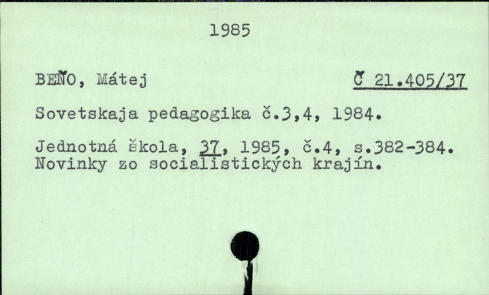 1985
BEŇO, Mátej Č 21.405/37
Sovetskaja pedagogika č.3,4, 1984.
Jednotná škola, 37, 1985, č.4, s.382-384.
Novinky zo socialistických krajín.